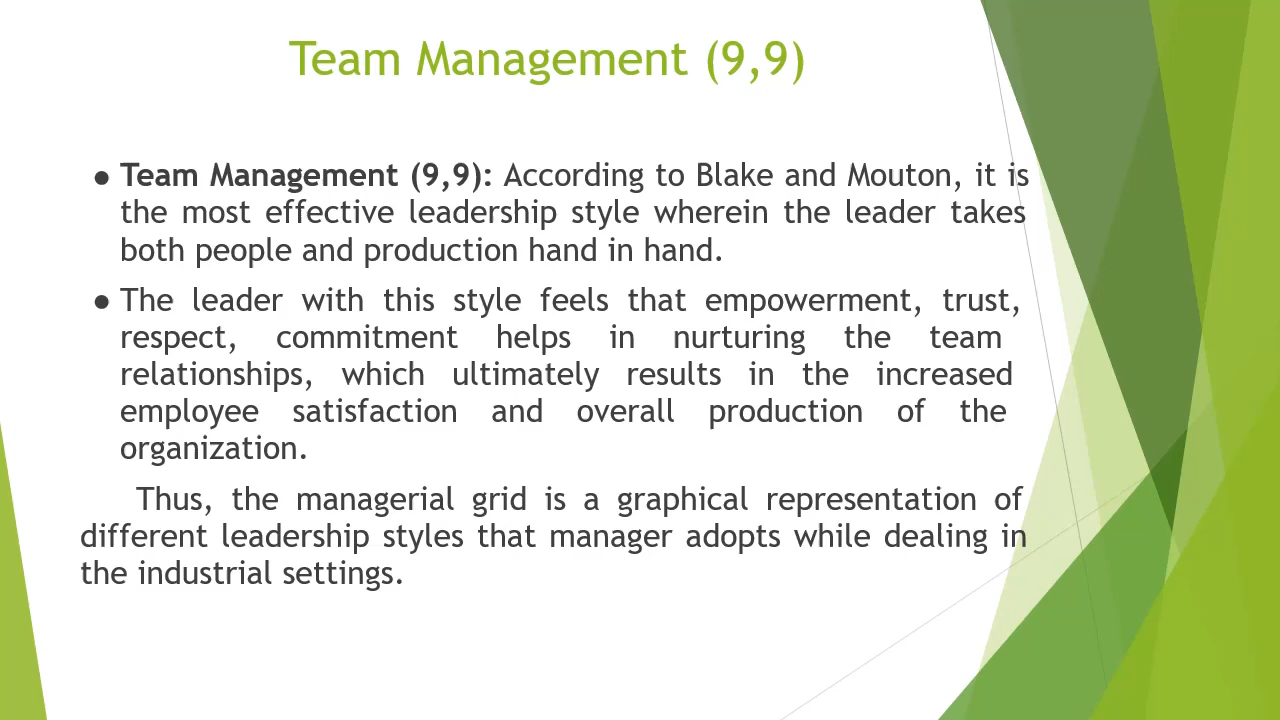 Team Management (9,9)
● Team Management (9,9): According to Blake and Mouton, it is
the most effective leadership style wherein the leader takes
both people and production hand in hand.
● The leader with this style feels that empowerment, trust,
respect, commitment helps in nurturing the team
relationships, which ultimately results in the increased
employee satisfaction and overall production of the
organization.
Thus, the managerial grid is a graphical representation of
different leadership styles that manager adopts while dealing in
the industrial settings.